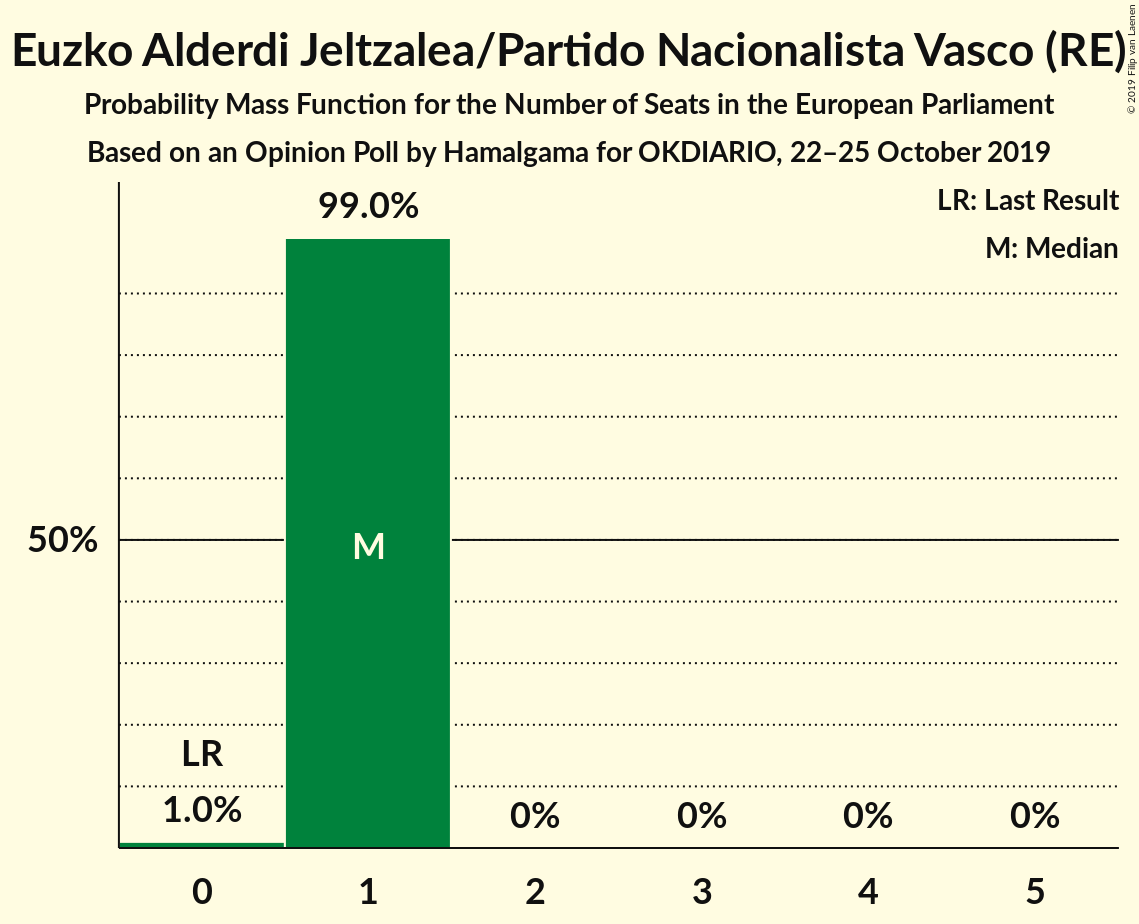 Euzko Alderdi Jeltzalea/Partido Nacionalista Vasco (RE)
© 2019 Filip van Laenen
Probability Mass Function for the Number of Seats in the European Parliament
Based on an Opinion Poll by Hamalgama for OKDIARIO, 22–25 October 2019
LR: Last Result
M: Median
99.0%
50%
M
LR
1.0%
0%
0%
0%
0%
0
1
2
3
4
5